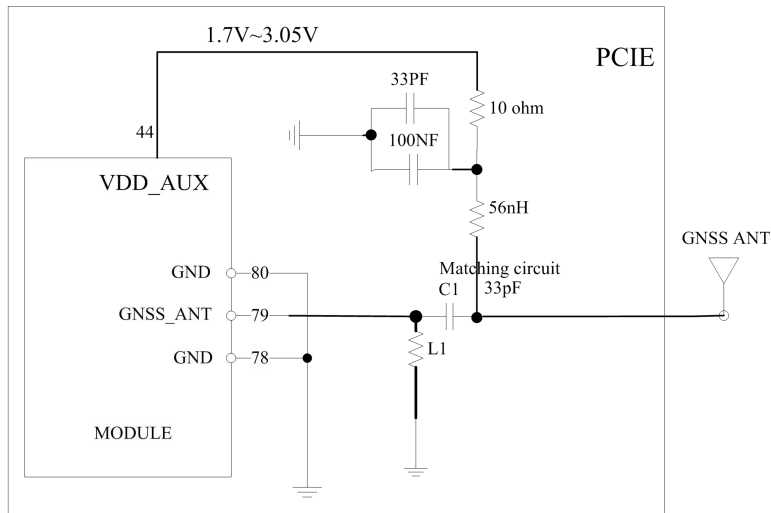 1.7V~3.05V
PCIE
33PF
10 ohm
44
100NF
VDD_AUX
56nH
GNSS ANT
GND 80
Matching circuit
C1 33pF
GNSS_ANT 79
L1
GND 78
MODULE